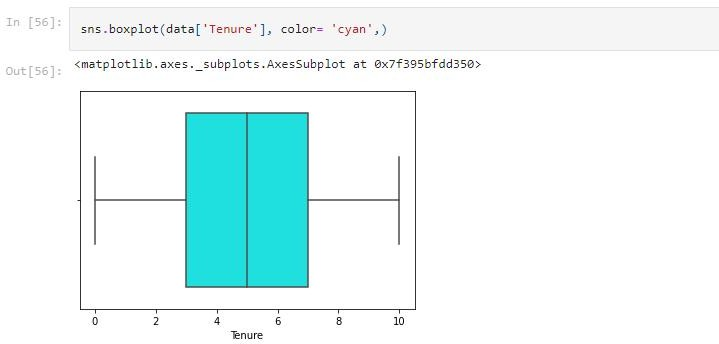 In [56]: sns.boxplot(data['Tenure'], color= 'cyan',)
Out[56]: <matplotlib.axes._subplots.AxesSubplot at 0x7f395bfdd350>
0 2 4 6 8 10
Tenure